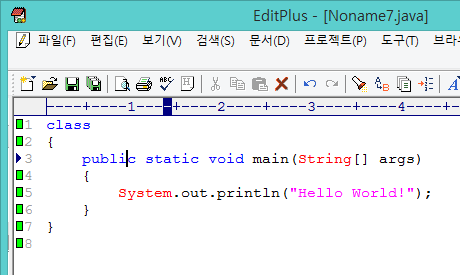 EditPlus - [Noname7.java]
파일(F) 편집(E) 보기(V) 검색(S) 문서(D) 프로젝트(P) 도구(T) 브라우
----+----1----+----2----+----3----+----4----+
1 class
2 {
3 public static void main(String[] args)
4 {
5 System.out.println("Hello World!");
6 }
7 }
8